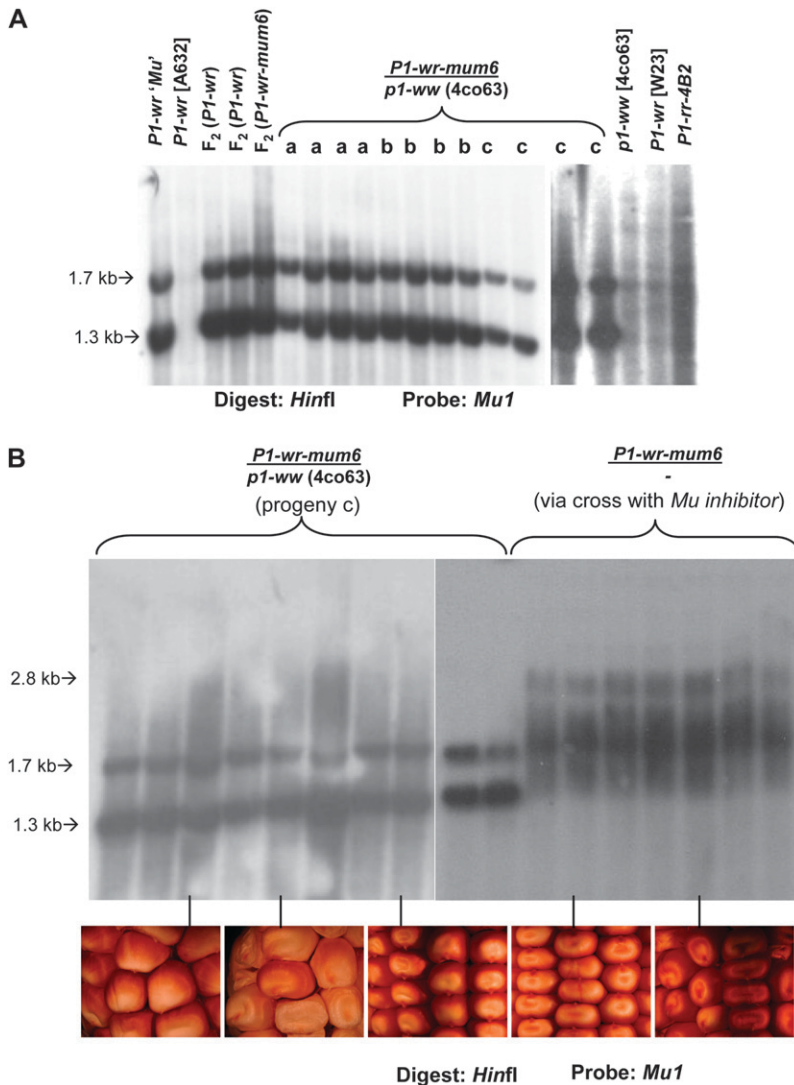 A
P1-wr 'Mu'
P1-wr [A632]
F2 (P1-wr)
F2 (P1-wr)
F2 (P1-wr-mum6)
P1-wr-mum6
p1-ww (4co63)
a a a a b b b b c c c c
p1-ww [4co63]
P1-wr [W23]
P1-rr-4B2
1.7 kb→
1.3 kb→
Digest: HinfI Probe: Mu1
B
P1-wr-mum6
p1-ww (4co63)
(progeny c)
P1-wr-mum6
-
(via cross with Mu inhibitor)
2.8 kb→
1.7 kb→
1.3 kb→
Digest: HinfI Probe: Mu1